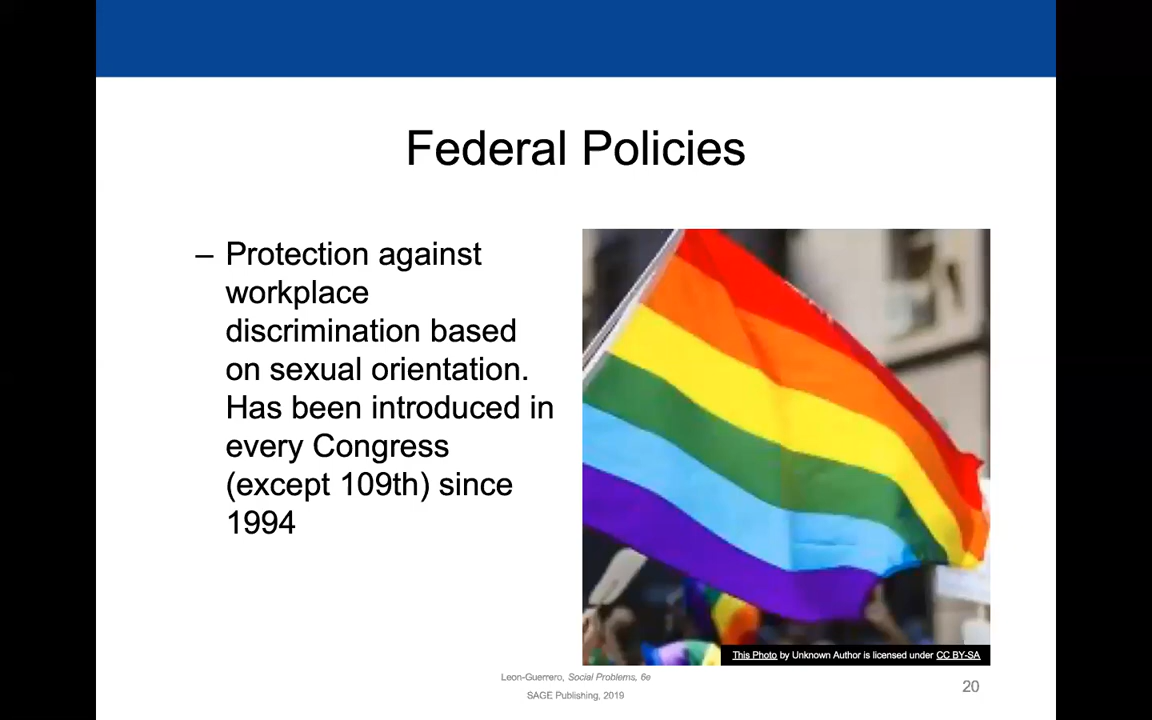 Federal Policies
– Protection against
workplace
discrimination based
on sexual orientation.
Has been introduced in
every Congress
(except 109th) since
1994
This Photo by Unknown Author is licensed under CC BY-SA
Leon-Guerrero, Social Problems, 6e
SAGE Publishing, 2019
20